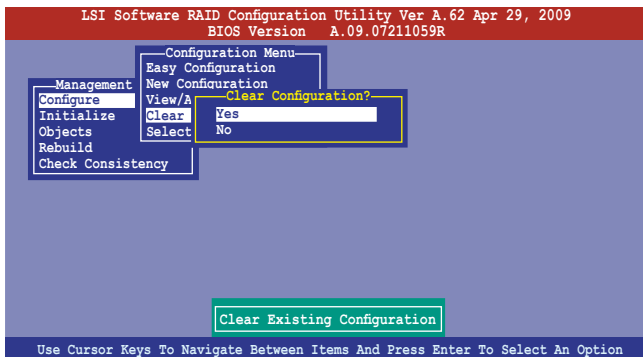 LSI Software RAID Configuration Utility Ver A.62 Apr 29, 2009
BIOS Version A.09.07211059R
Configuration Menu
Easy Configuration
New Configuration
View/A
Clear
Select
Management
Configure
Initialize
Objects
Rebuild
Check Consistency
Clear Configuration?
Yes
No
Clear Existing Configuration
Use Cursor Keys To Navigate Between Items And Press Enter To Select An Option